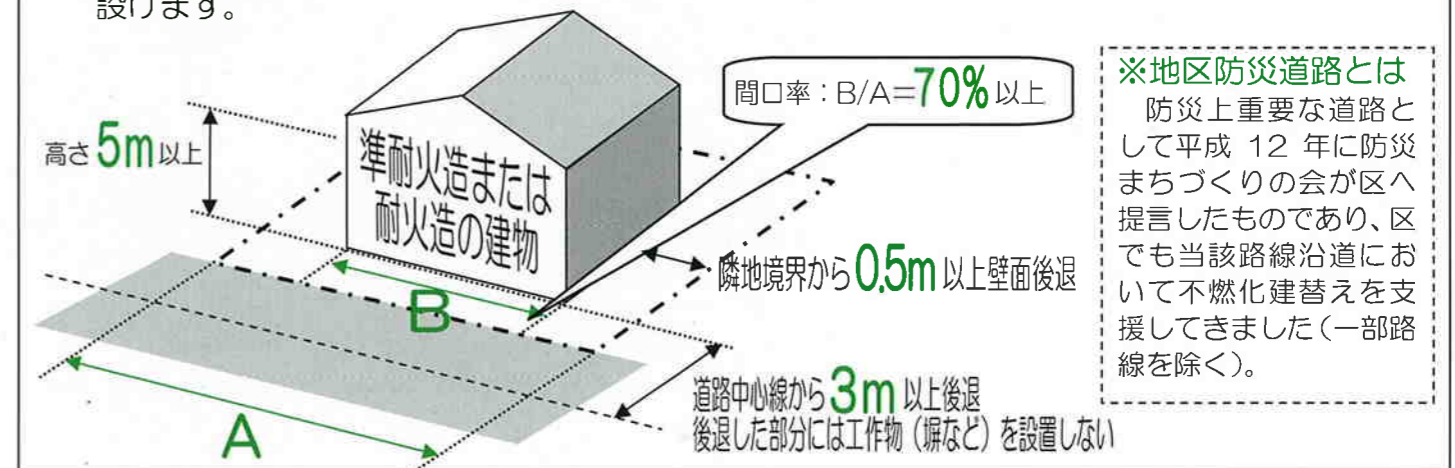 設けます。
間口率：B/A＝70%以上
高さ5m以上
準耐火造または
耐火造の建物
隣地境界から0.5m以上壁面後退
B
道路中心線から3m以上後退
後退した部分には工作物（塀など）を設置しない
A
※地区防災道路とは
防災上重要な道路と
して平成 12 年に防災
まちづくりの会が区へ
提言したものであり、区
でも当該路線沿道にお
いて不燃化建替えを支
援してきました（一部路
線を除く）。